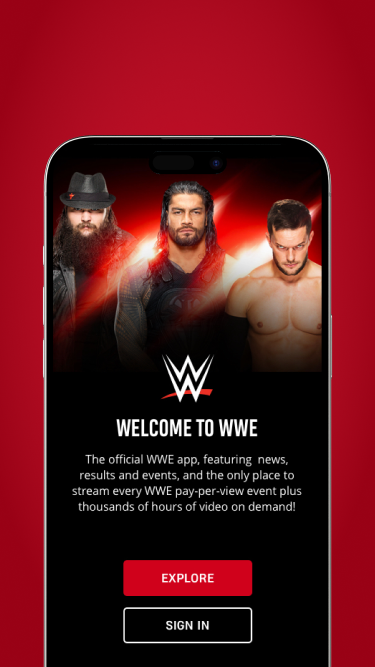 WELCOME TO WWE
The official WWE app, featuring news,
results and events, and the only place to
stream every WWE pay-per-view event plus
thousands of hours of video on demand!
EXPLORE
SIGN IN